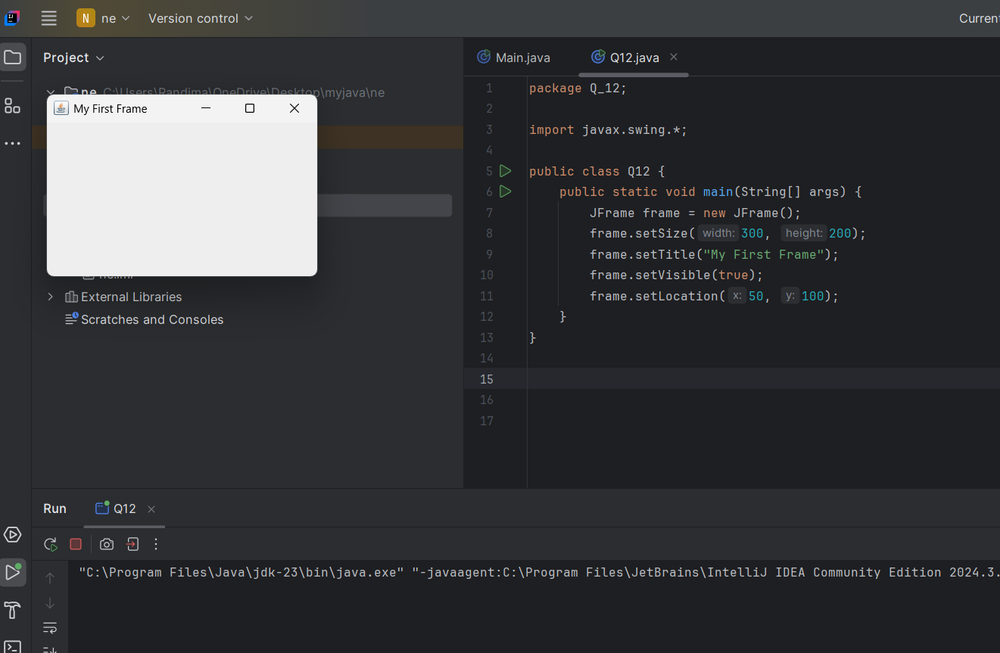 N ne Version control Current
Project
Main.java Q12.java
ne C:\Users\Randima\OneDrive\Desktop\myjava\ne
My First Frame
External Libraries
Scratches and Consoles
1 package Q_12;
2
3 import javax.swing.*;
4
5 public class Q12 {
6 public static void main(String[] args) {
7 JFrame frame = new JFrame();
8 frame.setSize( width: 300, height: 200);
9 frame.setTitle("My First Frame");
10 frame.setVisible(true);
11 frame.setLocation( x: 50, y: 100);
12 }
13 }
14
15
16
17
Run Q12
"C:\Program Files\Java\jdk-23\bin\java.exe" "-javaagent:C:\Program Files\JetBrains\IntelliJ IDEA Community Edition 2024.3.